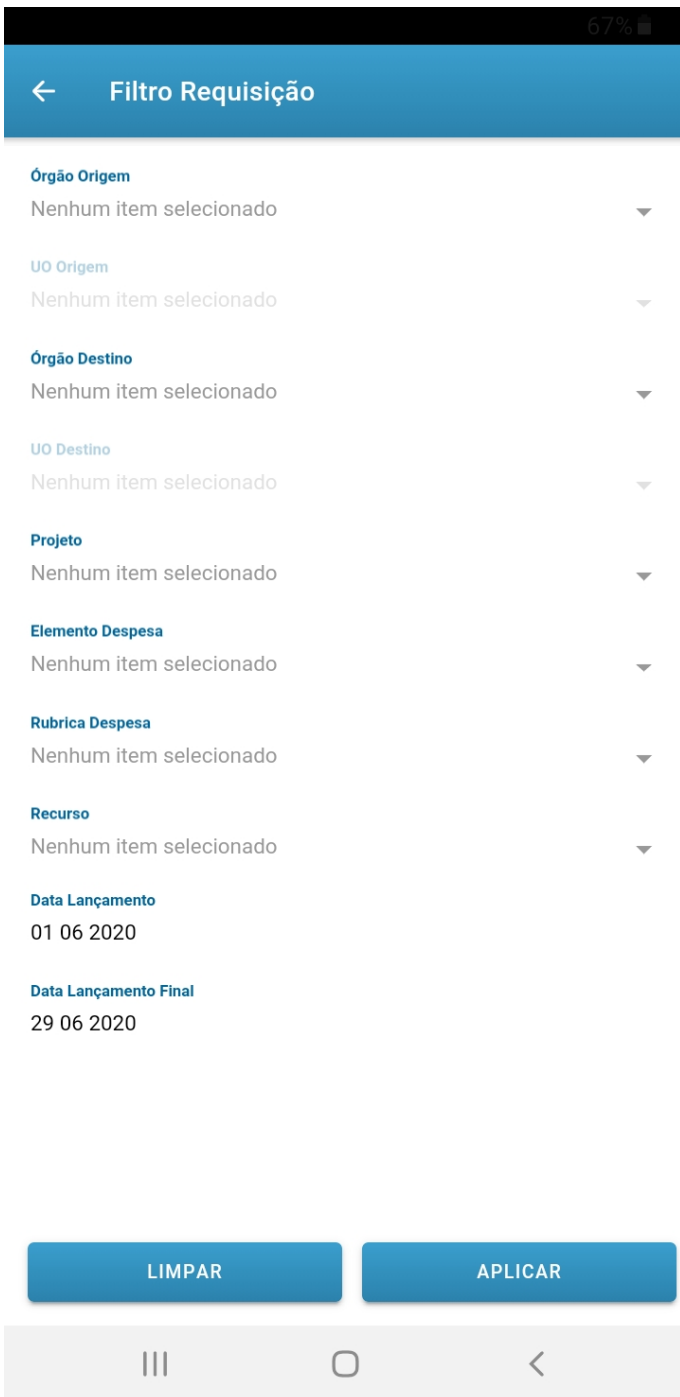 67%
Filtro Requisição
Órgão Origem
Nenhum item selecionado
UO Origem
Nenhum item selecionado
Órgão Destino
Nenhum item selecionado
UO Destino
Nenhum item selecionado
Projeto
Nenhum item selecionado
Elemento Despesa
Nenhum item selecionado
Rubrica Despesa
Nenhum item selecionado
Recurso
Nenhum item selecionado
Data Lançamento
01 06 2020
Data Lançamento Final
29 06 2020
LIMPAR APLICAR